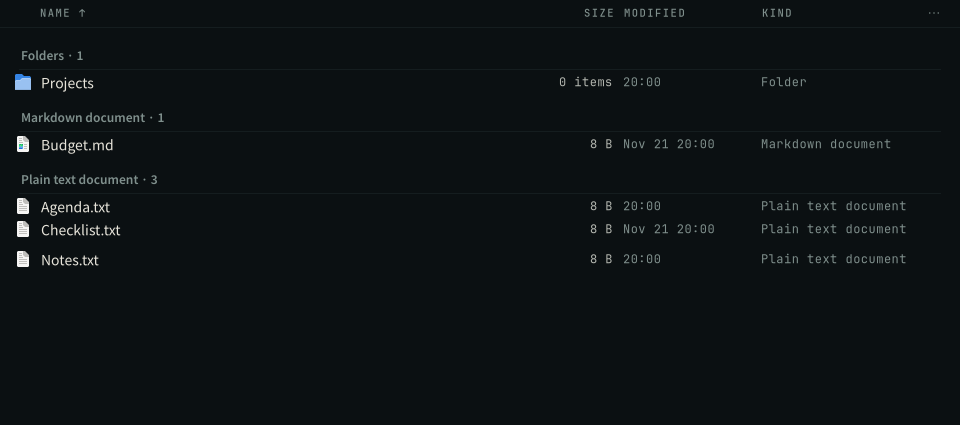 NAME ↑ SIZE MODIFIED KIND ···
Folders · 1
Projects 0 items 20:00 Folder
Markdown document · 1
Budget.md 8 B Nov 21 20:00 Markdown document
Plain text document · 3
Agenda.txt 8 B 20:00 Plain text document
Checklist.txt 8 B Nov 21 20:00 Plain text document
Notes.txt 8 B 20:00 Plain text document